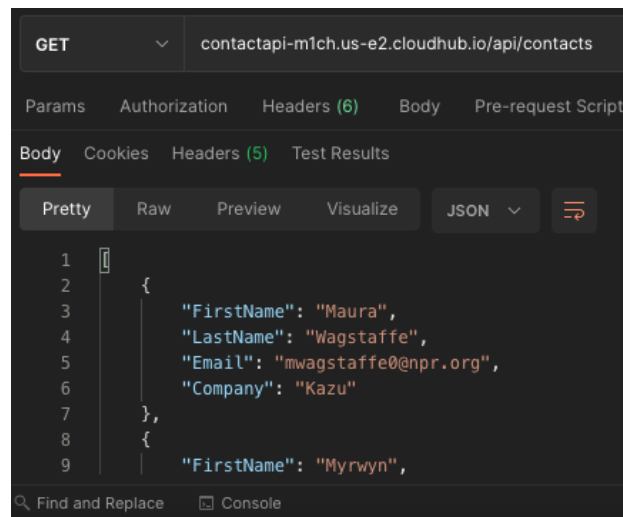 GET contactapi-m1ch.us-e2.cloudhub.io/api/contacts
Params Authorization Headers (6) Body Pre-request Script
Body Cookies Headers (5) Test Results
Pretty Raw Preview Visualize JSON
1 [
2 {
3 "FirstName": "Maura",
4 "LastName": "Wagstaffe",
5 "Email": "mwagstaffe0@npr.org",
6 "Company": "Kazu"
7 },
8 {
9 "FirstName": "Myrwyn",
Find and Replace Console